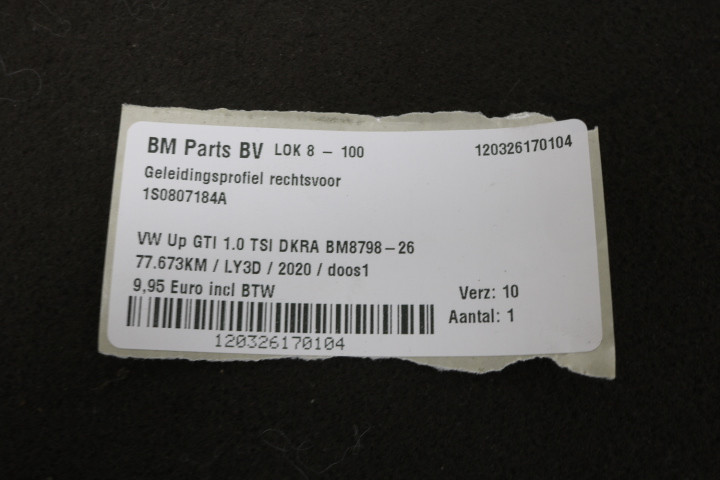 BM Parts BV LOK 8 - 100 120326170104
Geleidingsprofiel rechtsvoor
1S0807184A
VW Up GTI 1.0 TSI DKRA BM8798-26
77.673KM / LY3D / 2020 / doos1
9,95 Euro incl BTW Verz: 10
Aantal: 1
120326170104